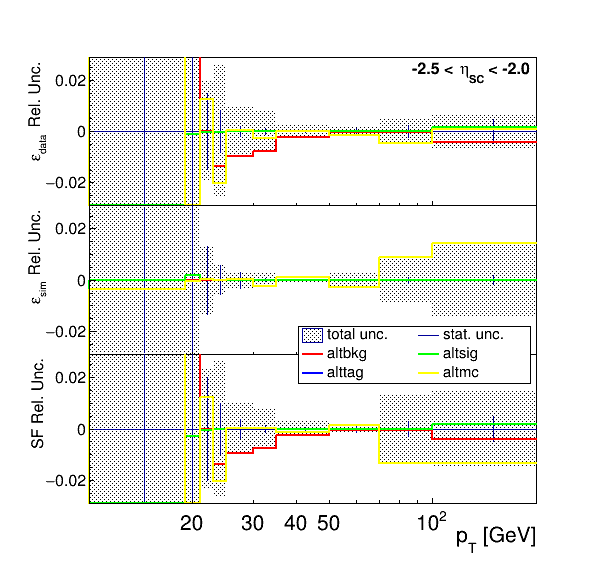 -2.5 < η_SC < -2.0
ε_data Rel. Unc.
0.02
0
−0.02
ε_sim Rel. Unc.
0.02
0
−0.02
total unc. stat. unc.
altbkg altsig
alttag altmc
SF Rel. Unc.
0.02
0
−0.02
20 30 40 50 10²
p_T [GeV]